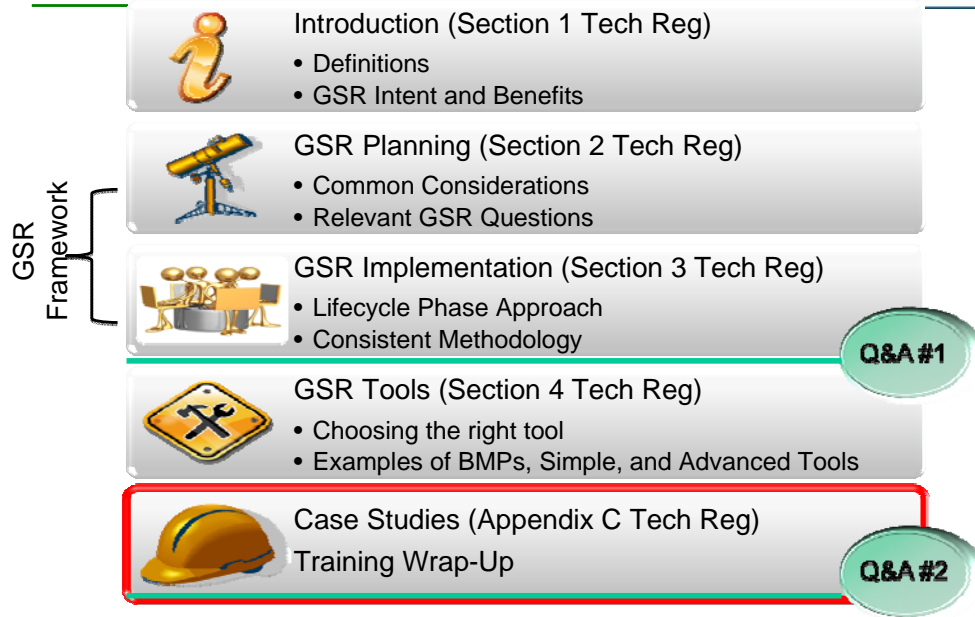 Introduction (Section 1 Tech Reg)
• Definitions
• GSR Intent and Benefits
GSR Planning (Section 2 Tech Reg)
• Common Considerations
• Relevant GSR Questions
GSR
Framework
GSR Implementation (Section 3 Tech Reg)
• Lifecycle Phase Approach
• Consistent Methodology
Q&A #1
GSR Tools (Section 4 Tech Reg)
• Choosing the right tool
• Examples of BMPs, Simple, and Advanced Tools
Case Studies (Appendix C Tech Reg)
Training Wrap-Up
Q&A #2